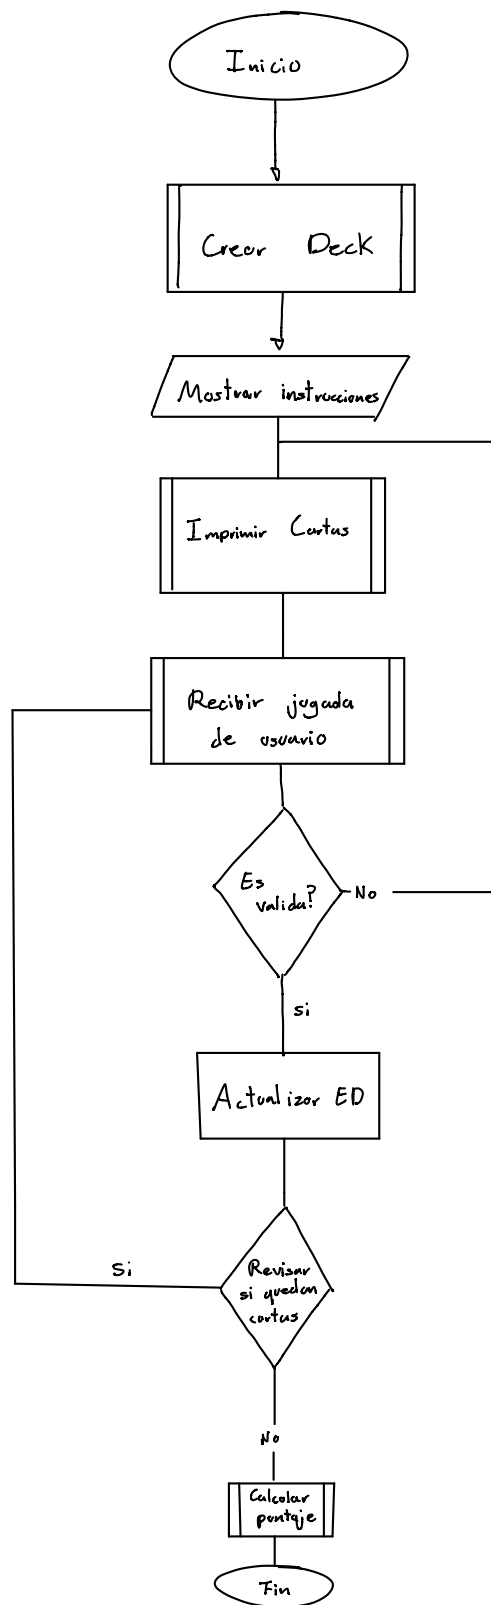 Inicio
Crear Deck
Mostrar instrucciones
Imprimir Cartas
Recibir jugada
de usuario
Es
valida?
No
si
Actualizar ED
Si
Revisar
si quedan
cartas
No
Calcular
puntaje
Fin